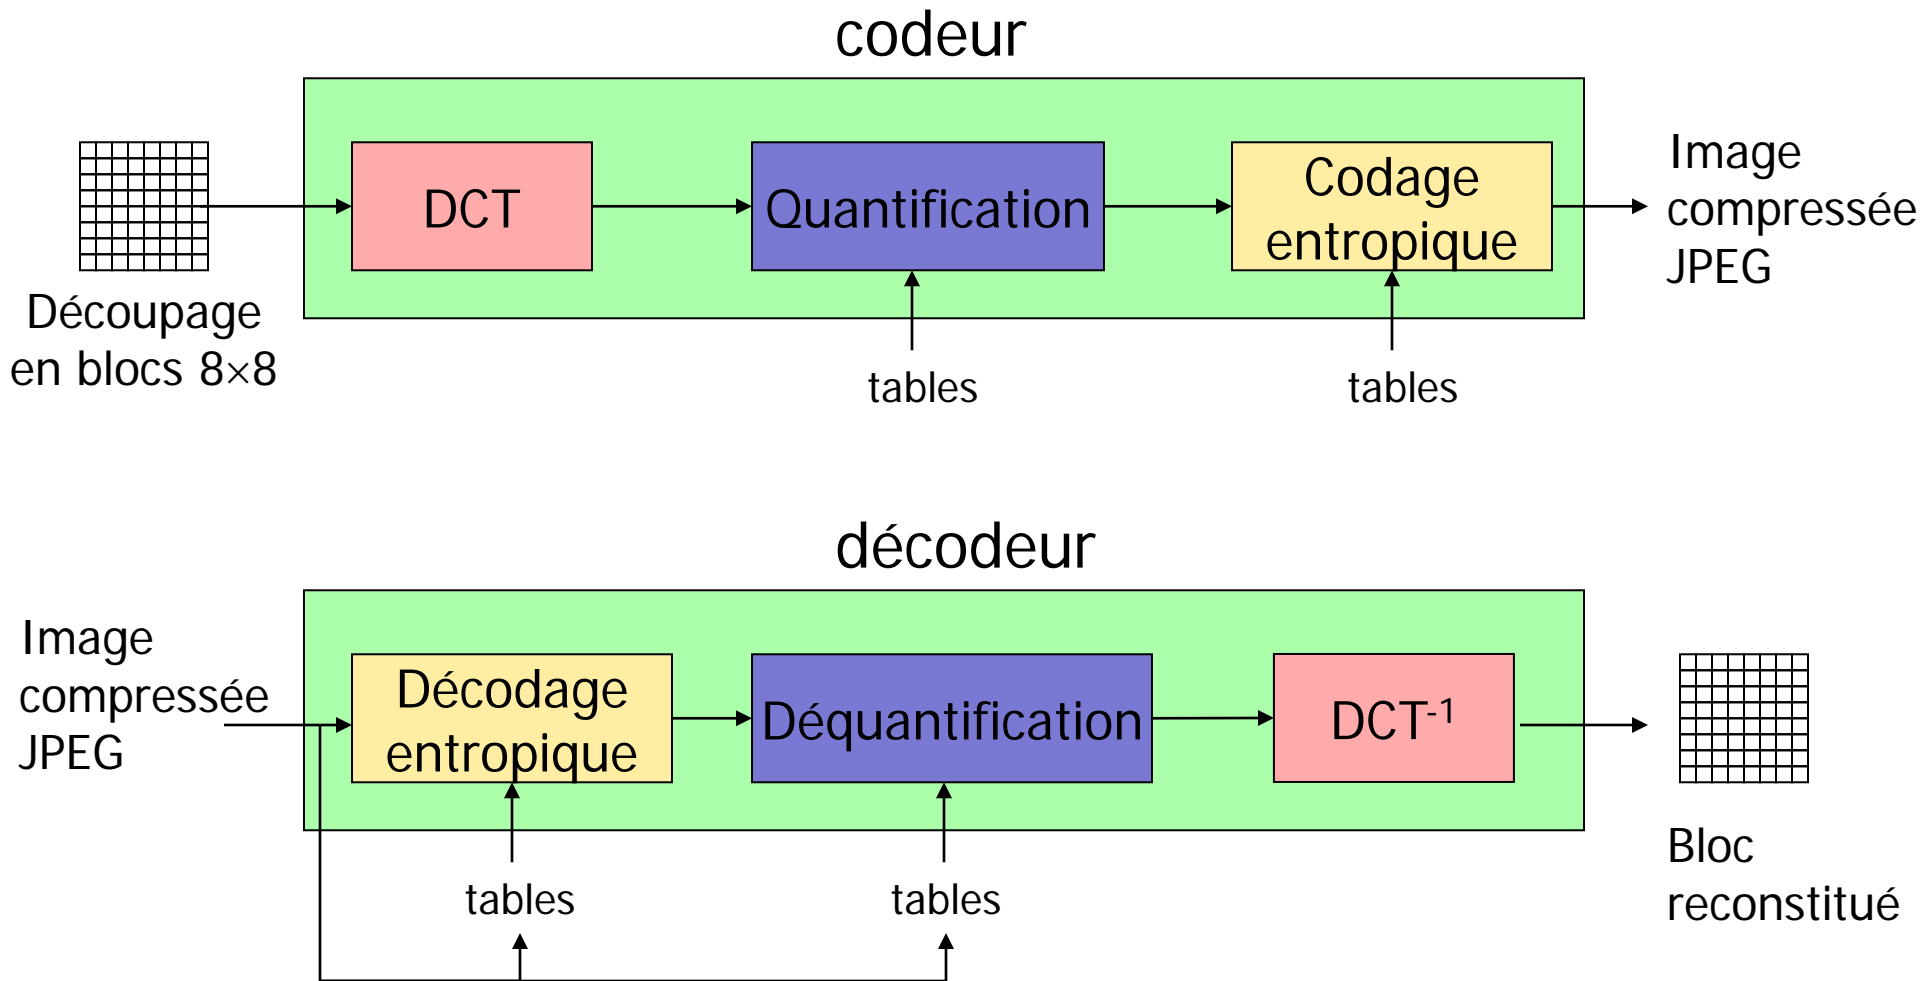 codeur
DCT
Quantification
Codage
entropique
Image
compressée
JPEG
Découpage
en blocs 8×8
tables
tables
décodeur
Image
compressée
JPEG
Décodage
entropique
Déquantification
DCT-1
tables
tables
Bloc
reconstitué